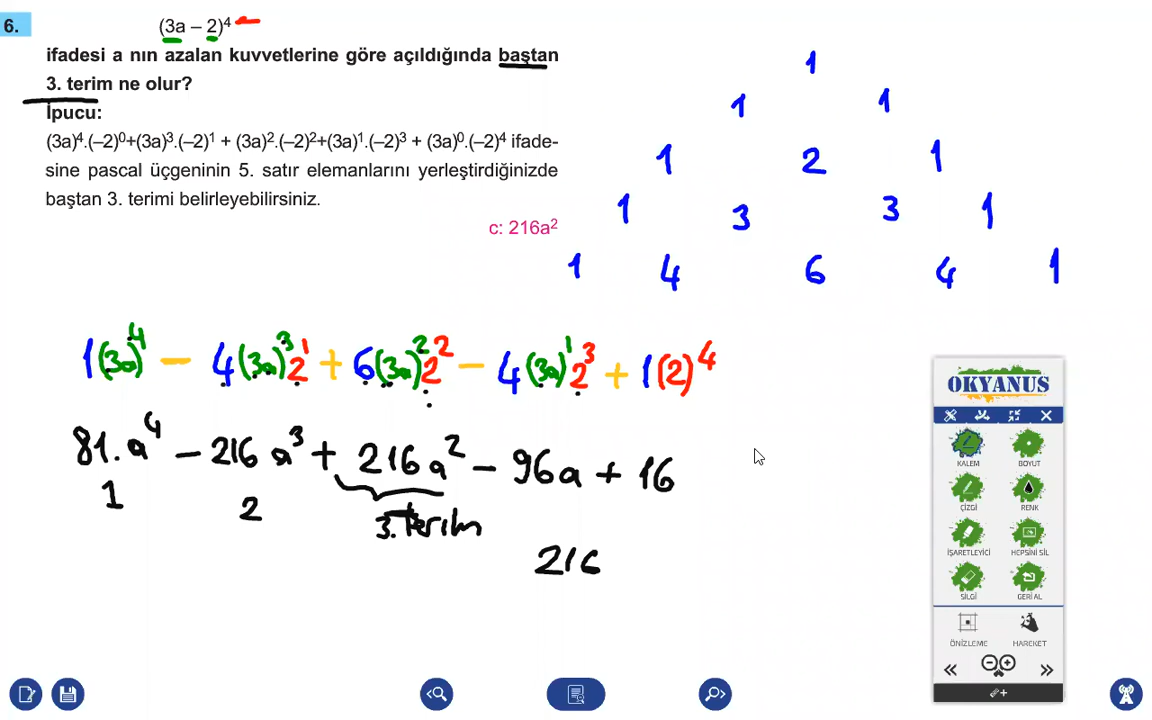 6.
(3a – 2)⁴
ifadesi a nın azalan kuvvetlerine göre açıldığında baştan
3. terim ne olur?
İpucu:
(3a)⁴.(–2)⁰+(3a)³.(–2)¹ + (3a)².(–2)²+(3a)¹.(–2)³ + (3a)⁰.(–2)⁴ ifade-
sine pascal üçgeninin 5. satır elemanlarını yerleştirdiğinizde
baştan 3. terimi belirleyebilirsiniz.
c: 216a²
1
1 1
1 2 1
1 3 3 1
1 4 6 4 1
1(3a)⁴ – 4(3a)³2¹ + 6(3a)²2² – 4(3a)¹2³ + 1(2)⁴
81.a⁴ – 216a³ + 216a² – 96a + 16
1 2 3. terim
216
OKYANUS
KALEM BOYUT
ÇİZGİ RENK
İŞARETLEYİCİ HEPSİNİ SİL
SİLGİ GERİ AL
ÖNİZLEME HAREKET